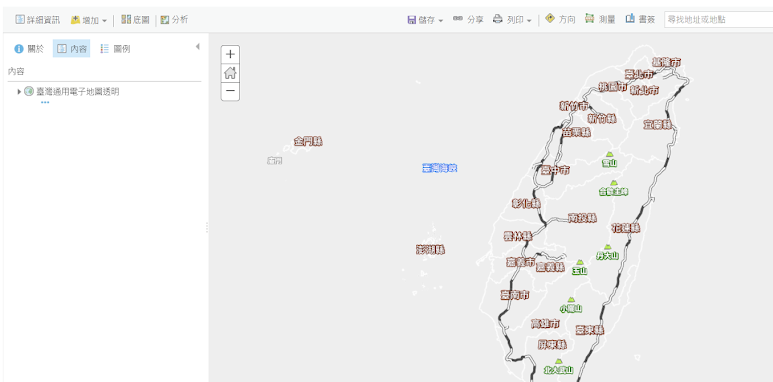 詳細資訊 增加 底圖 分析 儲存 分享 列印 方向 測量 書籤 尋找地址或地點
關於 內容 圖例
內容
臺灣通用電子地圖透明
基隆市
臺北市
桃園市 新北市
新竹市
新竹縣
宜蘭縣
苗栗縣
金門縣
雪山
臺灣海峽 臺中市
合歡主峰
彰化縣
南投縣
花蓮縣
雲林縣
澎湖縣
丹大山
嘉義市 嘉義縣 玉山
臺南市
小關山
高雄市
臺東縣
屏東縣
北大武山